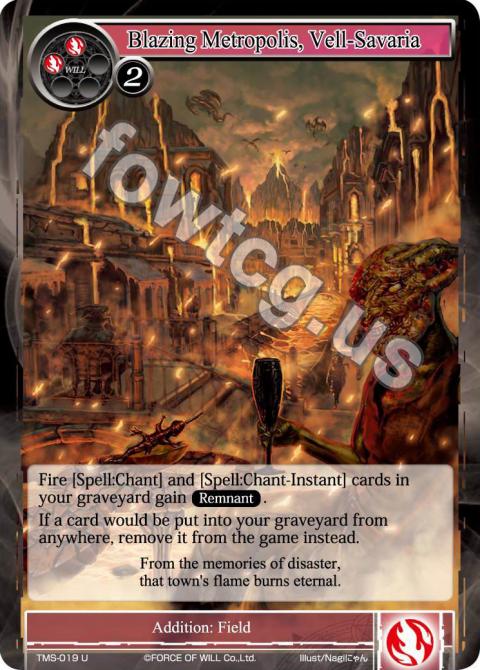 Blazing Metropolis, Vell-Savaria
WILL
2
fowtcg.us
Fire [Spell:Chant] and [Spell:Chant-Instant] cards in
your graveyard gain Remnant .
If a card would be put into your graveyard from
anywhere, remove it from the game instead.
From the memories of disaster,
that town's flame burns eternal.
Addition: Field
TMS-019 U ©FORCE OF WILL Co.,Ltd. Illust/Nagiにゃん